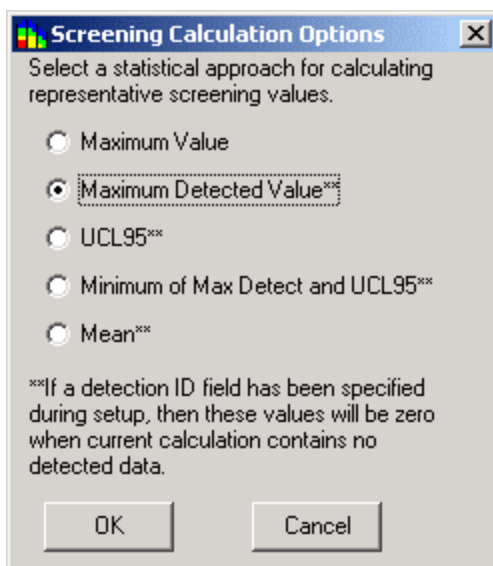 Screening Calculation Options
Select a statistical approach for calculating
representative screening values.
Maximum Value
Maximum Detected Value**
UCL95**
Minimum of Max Detect and UCL95**
Mean**
**If a detection ID field has been specified
during setup, then these values will be zero
when current calculation contains no
detected data.
OK
Cancel